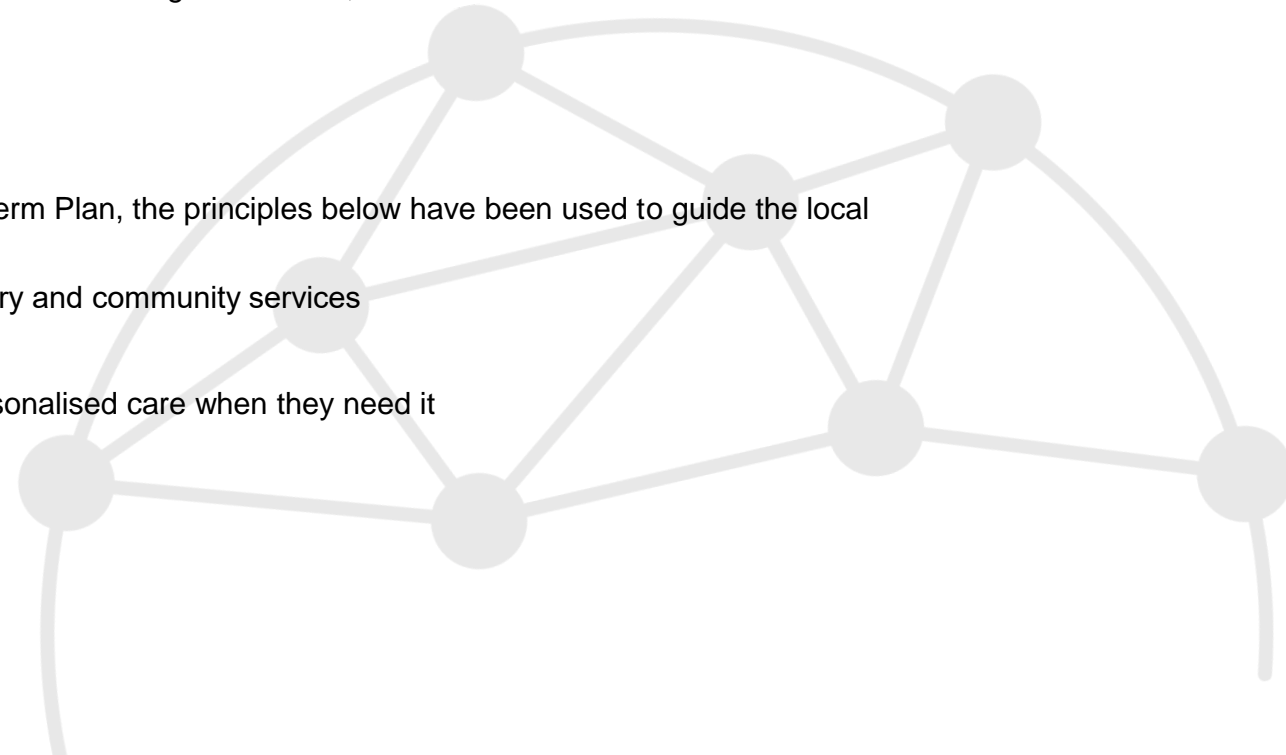 erm Plan, the principles below have been used to guide the local
ry and community services
sonalised care when they need it